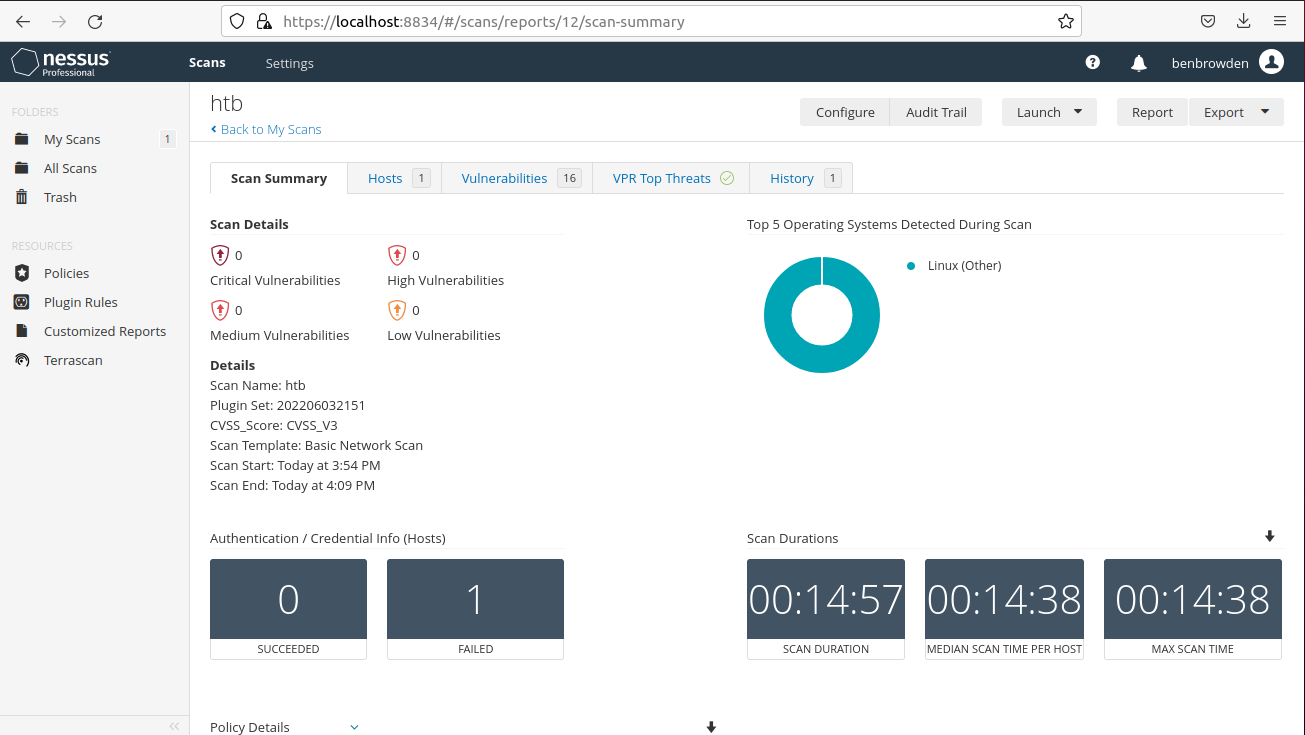 https://localhost:8834/#/scans/reports/12/scan-summary
nessus
Professional
Scans
Settings
?
benbrowden
FOLDERS
My Scans 1
All Scans
Trash
RESOURCES
Policies
Plugin Rules
Customized Reports
Terrascan
htb
Back to My Scans
Configure
Audit Trail
Launch
Report
Export
Scan Summary
Hosts 1
Vulnerabilities 16
VPR Top Threats
History 1
Scan Details
0
Critical Vulnerabilities
0
High Vulnerabilities
0
Medium Vulnerabilities
0
Low Vulnerabilities
Details
Scan Name: htb
Plugin Set: 202206032151
CVSS_Score: CVSS_V3
Scan Template: Basic Network Scan
Scan Start: Today at 3:54 PM
Scan End: Today at 4:09 PM
Top 5 Operating Systems Detected During Scan
Linux (Other)
Authentication / Credential Info (Hosts)
0
SUCCEEDED
1
FAILED
Scan Durations
00:14:57
SCAN DURATION
00:14:38
MEDIAN SCAN TIME PER HOST
00:14:38
MAX SCAN TIME
Policy Details